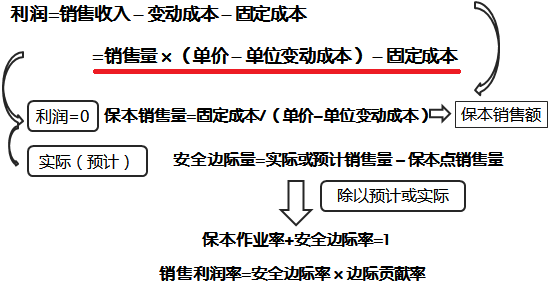 利润=销售收入－变动成本－固定成本
=销售量×（单价－单位变动成本）－固定成本
利润=0 保本销售量=固定成本/（单价-单位变动成本） 保本销售额
实际（预计） 安全边际量=实际或预计销售量－保本点销售量
除以预计或实际
保本作业率+安全边际率=1
销售利润率=安全边际率×边际贡献率